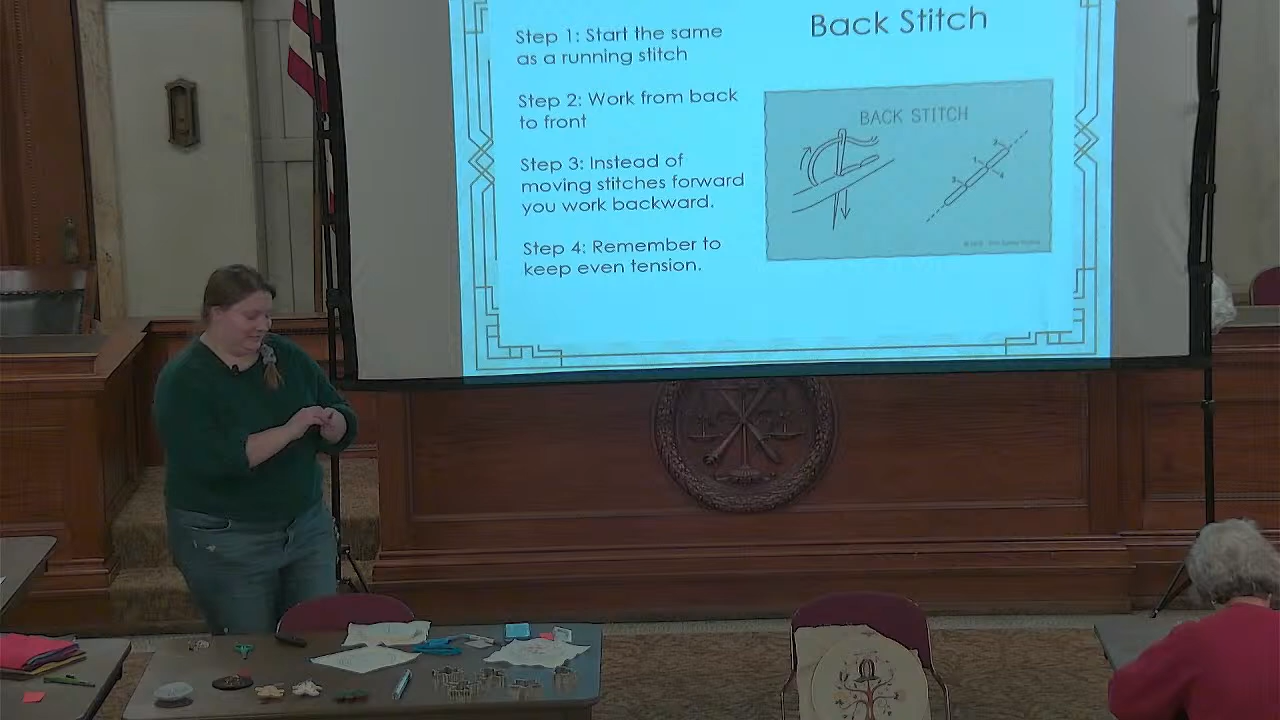 Back Stitch
Step 1: Start the same
as a running stitch
Step 2: Work from back
to front
Step 3: Instead of
moving stitches forward
you work backward.
Step 4: Remember to
keep even tension.
BACK STITCH